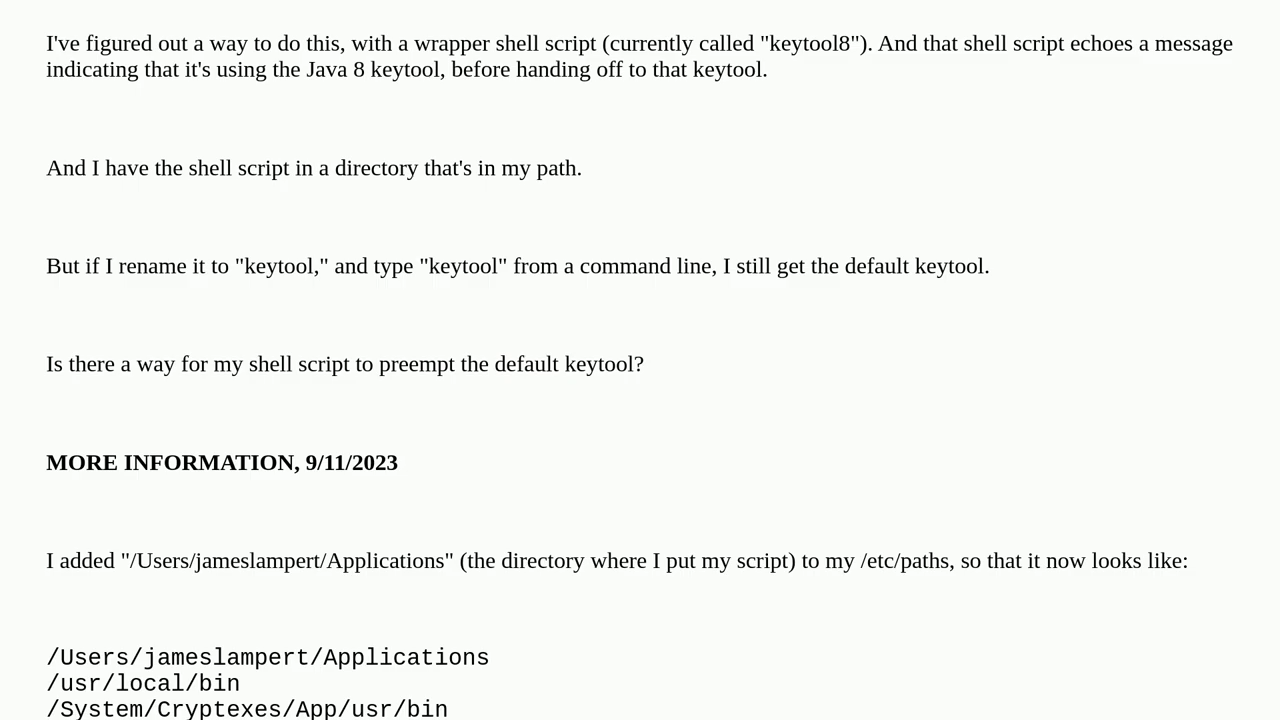 I've figured out a way to do this, with a wrapper shell script (currently called "keytool8"). And that shell script echoes a message
indicating that it's using the Java 8 keytool, before handing off to that keytool.
And I have the shell script in a directory that's in my path.
But if I rename it to "keytool," and type "keytool" from a command line, I still get the default keytool.
Is there a way for my shell script to preempt the default keytool?
MORE INFORMATION, 9/11/2023
I added "/Users/jameslampert/Applications" (the directory where I put my script) to my /etc/paths, so that it now looks like:
/Users/jameslampert/Applications
/usr/local/bin
/System/Cryptexes/App/usr/bin